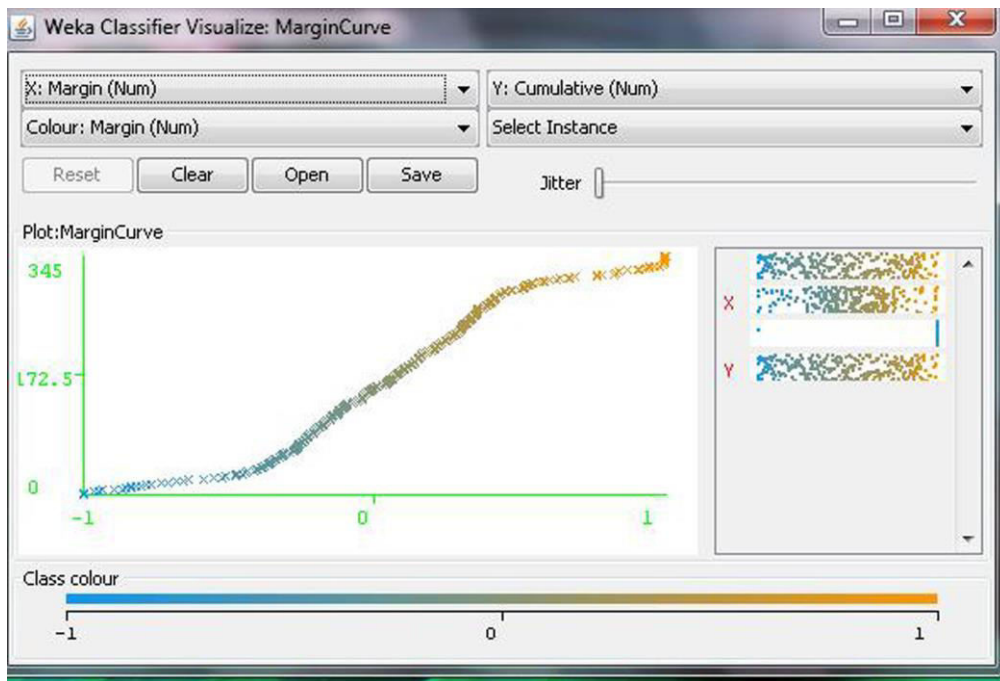 Weka Classifier Visualize: MarginCurve
X: Margin (Num) Y: Cumulative (Num)
Colour: Margin (Num) Select Instance
Reset Clear Open Save Jitter
Plot:MarginCurve
345
X
172.5
Y
0
-1 0 1
Class colour
-1 0 1